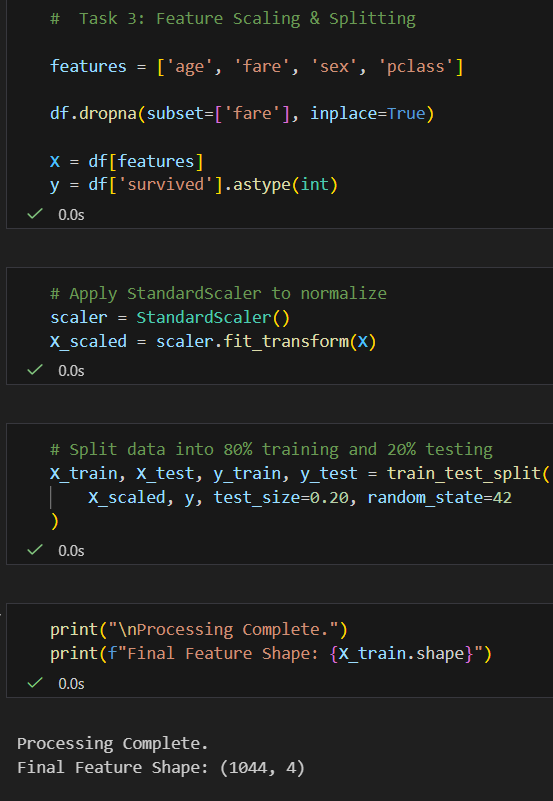 #  Task 3: Feature Scaling & Splitting
features = ['age', 'fare', 'sex', 'pclass']
df.dropna(subset=['fare'], inplace=True)
X = df[features]
y = df['survived'].astype(int)
0.0s
# Apply StandardScaler to normalize
scaler = StandardScaler()
X_scaled = scaler.fit_transform(X)
0.0s
# Split data into 80% training and 20% testing
X_train, X_test, y_train, y_test = train_test_split(
    X_scaled, y, test_size=0.20, random_state=42
)
0.0s
print("\nProcessing Complete.")
print(f"Final Feature Shape: {X_train.shape}")
0.0s
Processing Complete.
Final Feature Shape: (1044, 4)